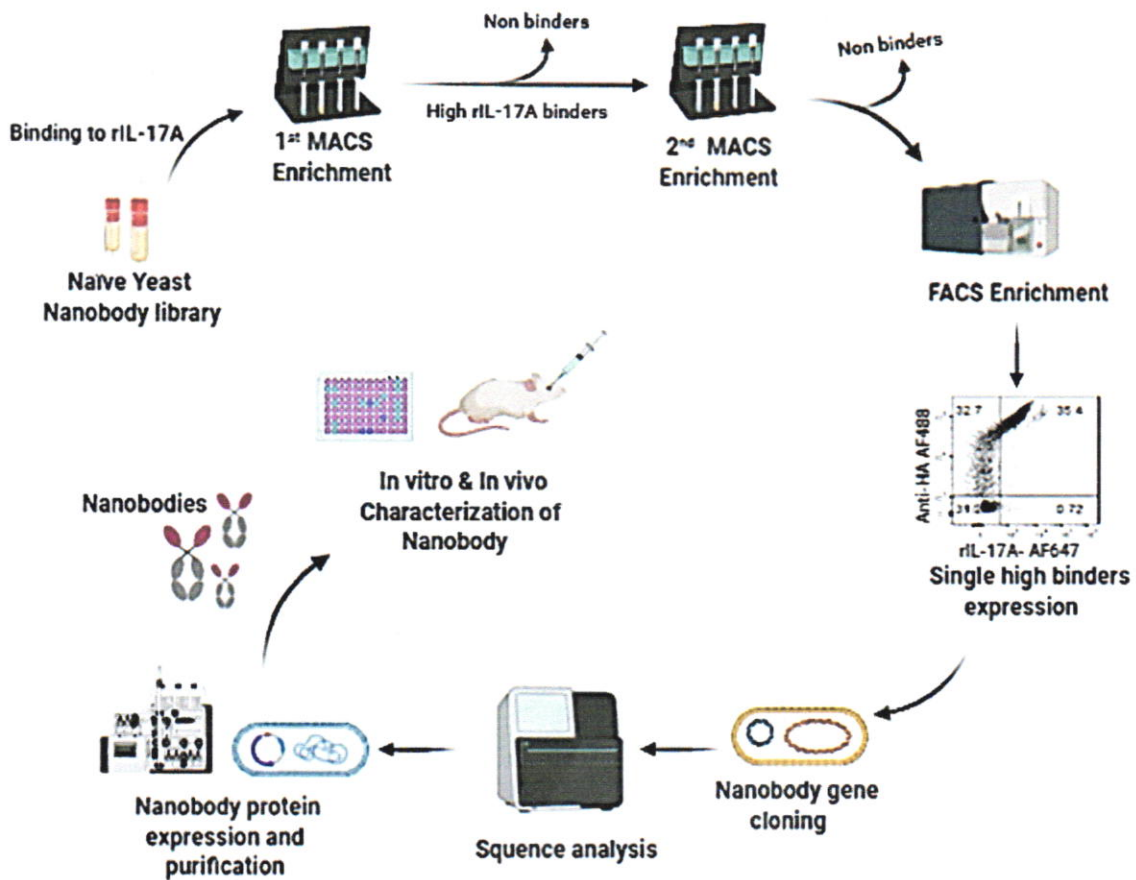 Non binders
Non binders
Binding to rIL-17A
High rIL-17A binders
1st MACS
Enrichment
2nd MACS
Enrichment
Naïve Yeast
Nanobody library
FACS Enrichment
Anti-HA AF488
32.7
35.4
0.72
rIL-17A- AF647
Single high binders
expression
In vitro & In vivo
Characterization of
Nanobody
Nanobodies
Nanobody gene
cloning
Squence analysis
Nanobody protein
expression and
purification